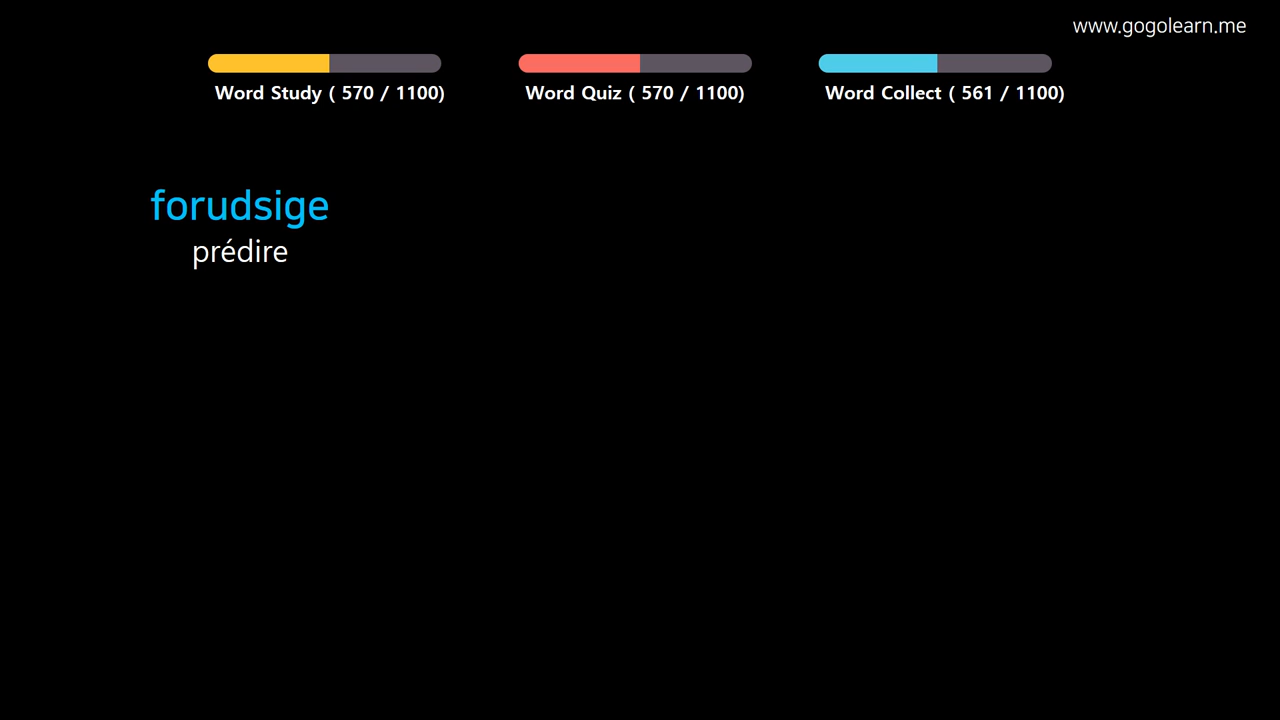 www.gogolearn.me
Word Study ( 570 / 1100)
Word Quiz ( 570 / 1100)
Word Collect ( 561 / 1100)
forudsige
prédire